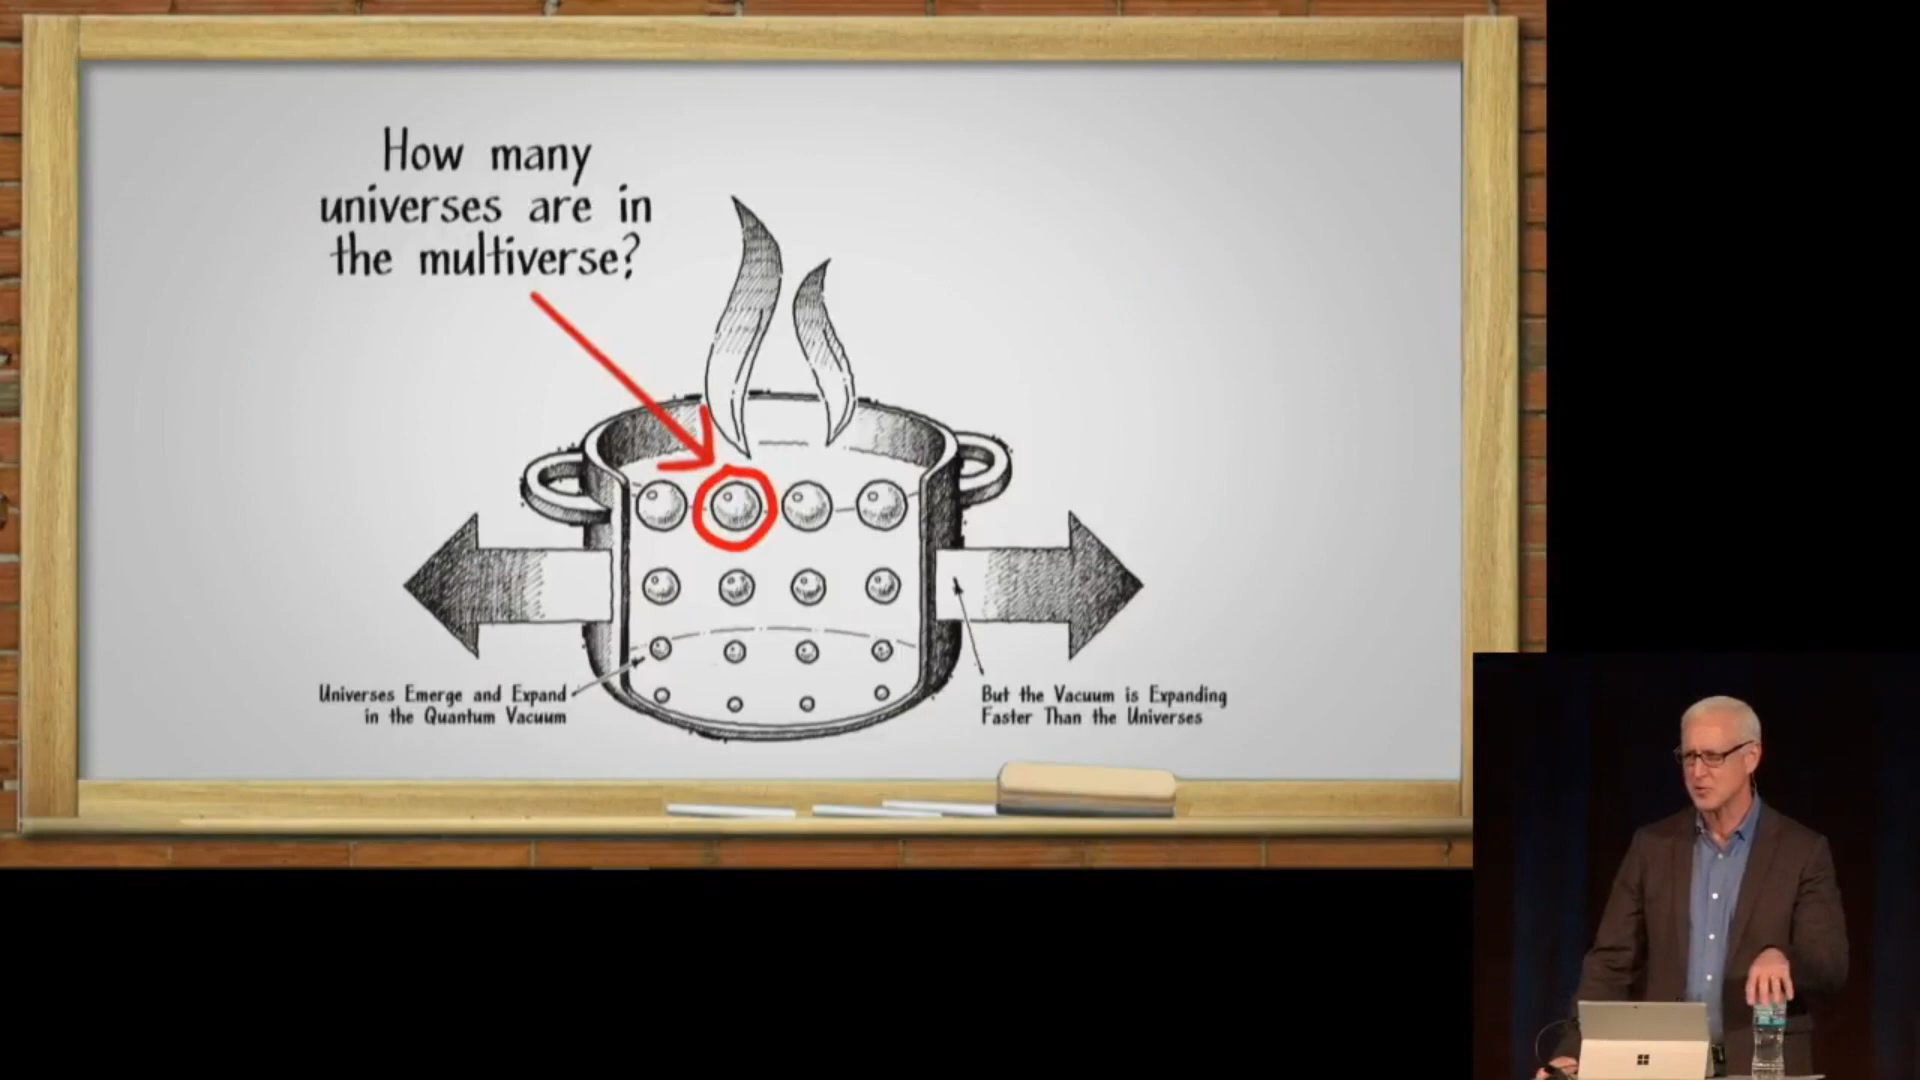 How many
universes are in
the multiverse?
Universes Emerge and Expand
in the Quantum Vacuum
But the Vacuum is Expanding
Faster Than the Universes